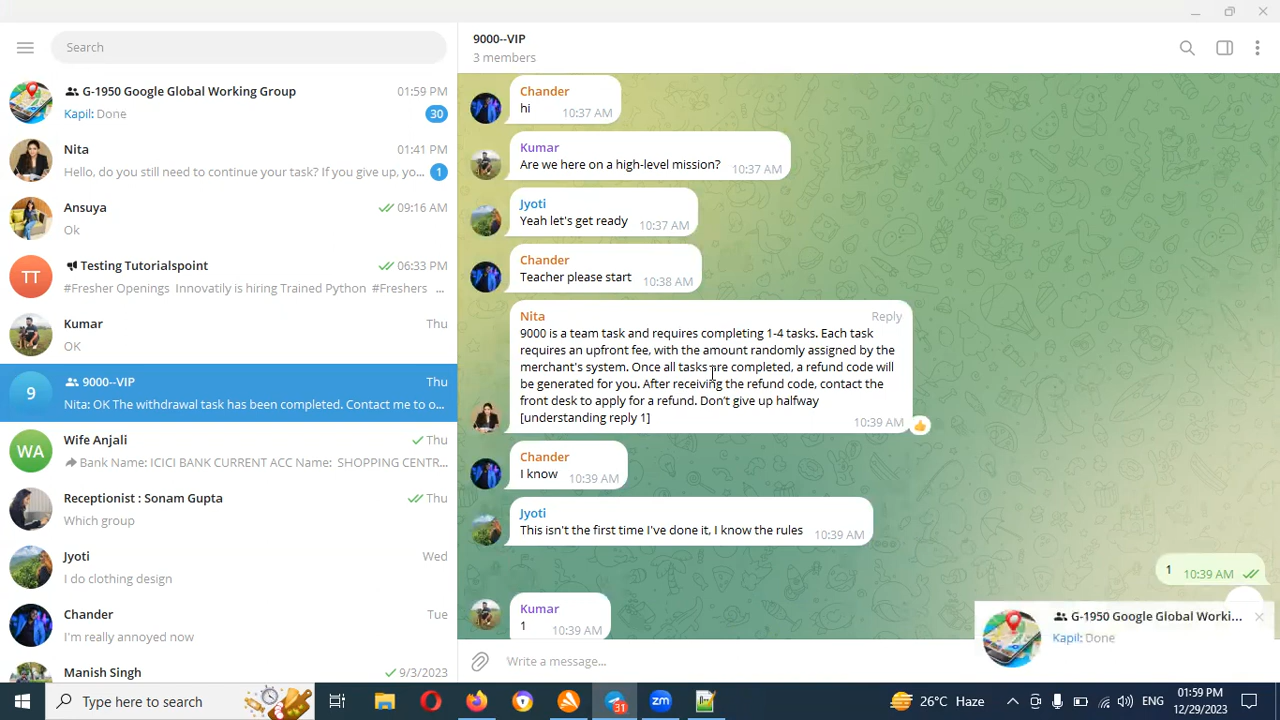 Search
G-1950 Google Global Working Group
01:59 PM
Kapil: Done
30
Nita
01:41 PM
Hello, do you still need to continue your task? If you give up, yo...
1
Ansuya
09:16 AM
Ok
TT
Testing Tutorialspoint
06:33 PM
#Fresher Openings Innovatily is hiring Trained Python #Freshers ...
Kumar
Thu
OK
9
9000--VIP
Thu
Nita: OK The withdrawal task has been completed. Contact me to o...
WA
Wife Anjali
Thu
Bank Name: ICICI BANK CURRENT ACC Name: SHOPPING CENTR...
Receptionist : Sonam Gupta
Thu
Which group
Jyoti
Wed
I do clothing design
Chander
Tue
I'm really annoyed now
Manish Singh
9/3/2023
9000--VIP
3 members
Chander
hi
10:37 AM
Kumar
Are we here on a high-level mission?
10:37 AM
Jyoti
Yeah let's get ready
10:37 AM
Chander
Teacher please start
10:38 AM
Nita
Reply
9000 is a team task and requires completing 1-4 tasks. Each task
requires an upfront fee, with the amount randomly assigned by the
merchant's system. Once all tasks are completed, a refund code will
be generated for you. After receiving the refund code, contact the
front desk to apply for a refund. Don't give up halfway
[understanding reply 1]
10:39 AM
Chander
I know
10:39 AM
Jyoti
This isn't the first time I've done it, I know the rules
10:39 AM
1
10:39 AM
Kumar
1
10:39 AM
G-1950 Google Global Worki...
Kapil: Done
Write a message...
Type here to search
31
zm
26°C Haze
ENG
01:59 PM
12/29/2023